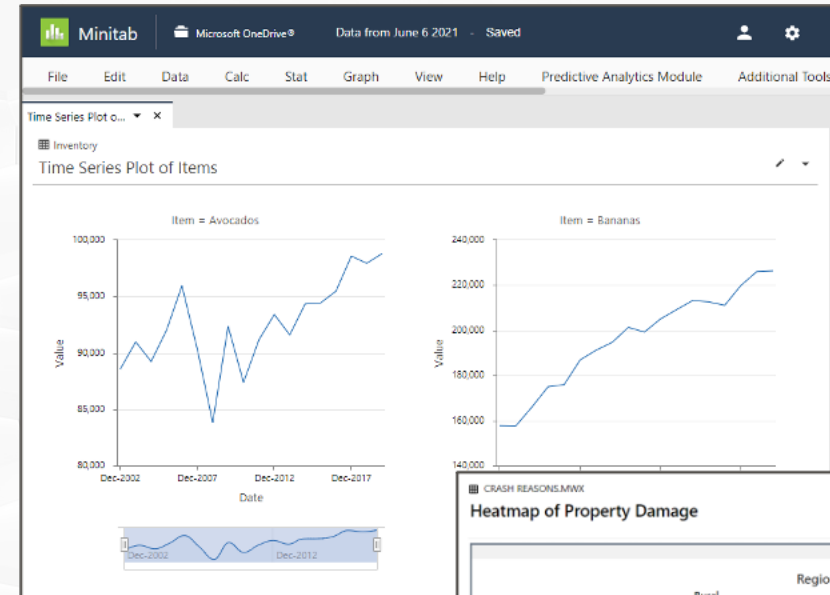 Minitab Microsoft OneDrive® Data from June 6 2021 - Saved
File Edit Data Calc Stat Graph View Help Predictive Analytics Module Additional Tools
Time Series Plot o...
Inventory
Time Series Plot of Items
Item = Avocados
100,000
95,000
90,000
85,000
80,000
Value
Dec-2002 Dec-2007 Dec-2012 Dec-2017
Date
Dec-2002 Dec-2012
Item = Bananas
240,000
220,000
200,000
180,000
160,000
140,000
Value
CRASH REASONS.MWX
Heatmap of Property Damage
Regio